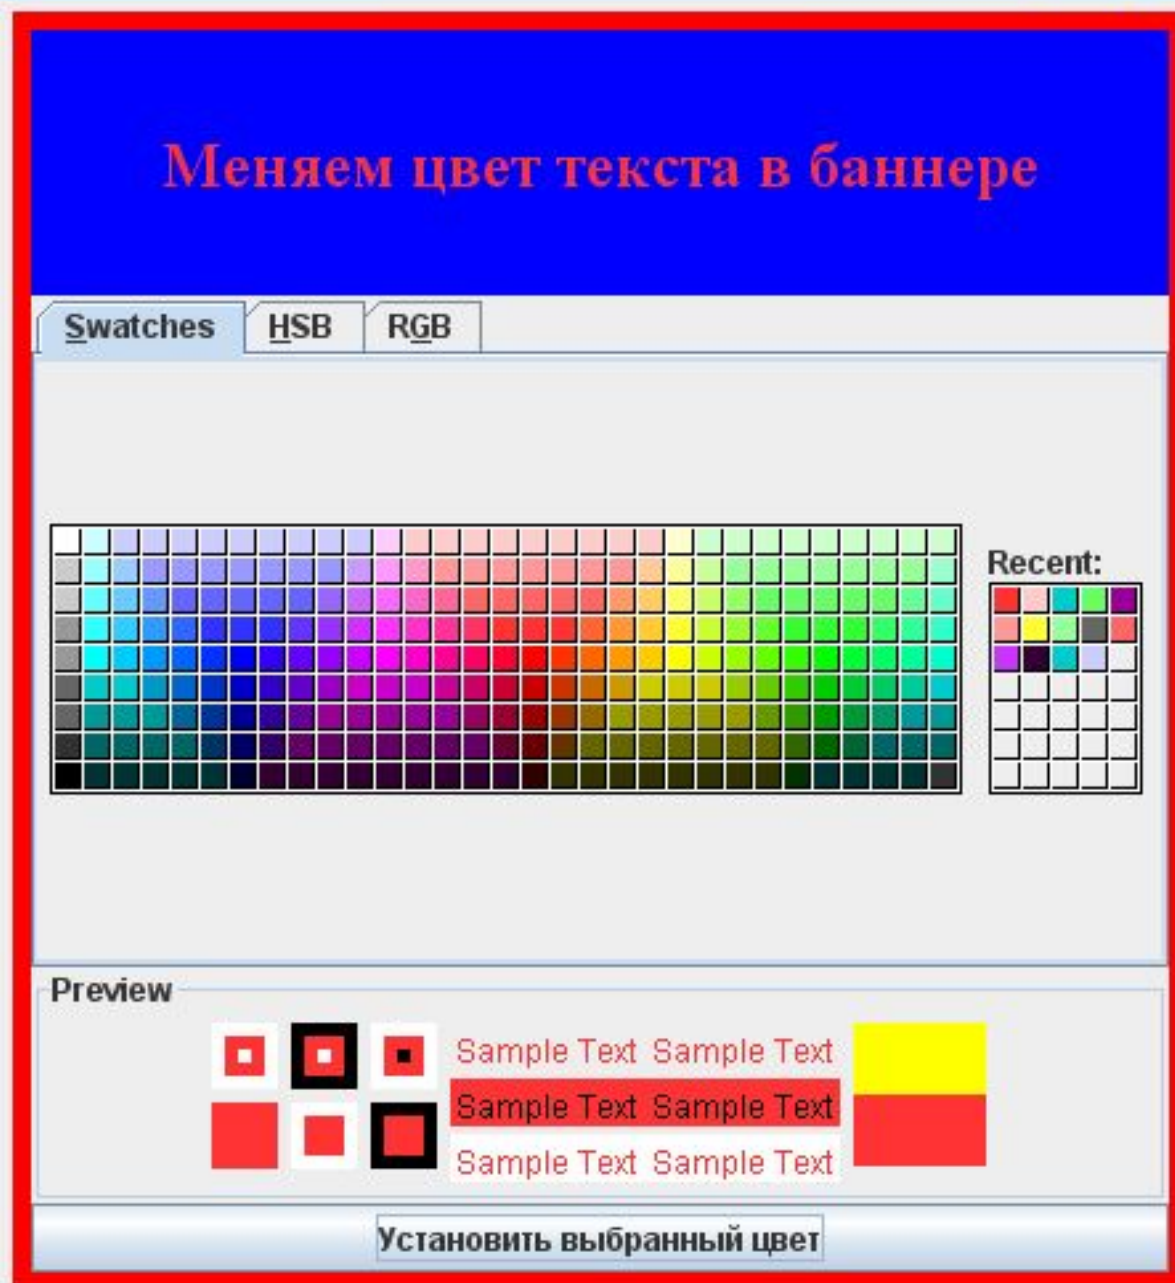 Меняем цвет текста в баннере
Swatches HSB RGB
Recent:
Preview
Sample Text Sample Text
Sample Text Sample Text
Sample Text Sample Text
Установить выбранный цвет